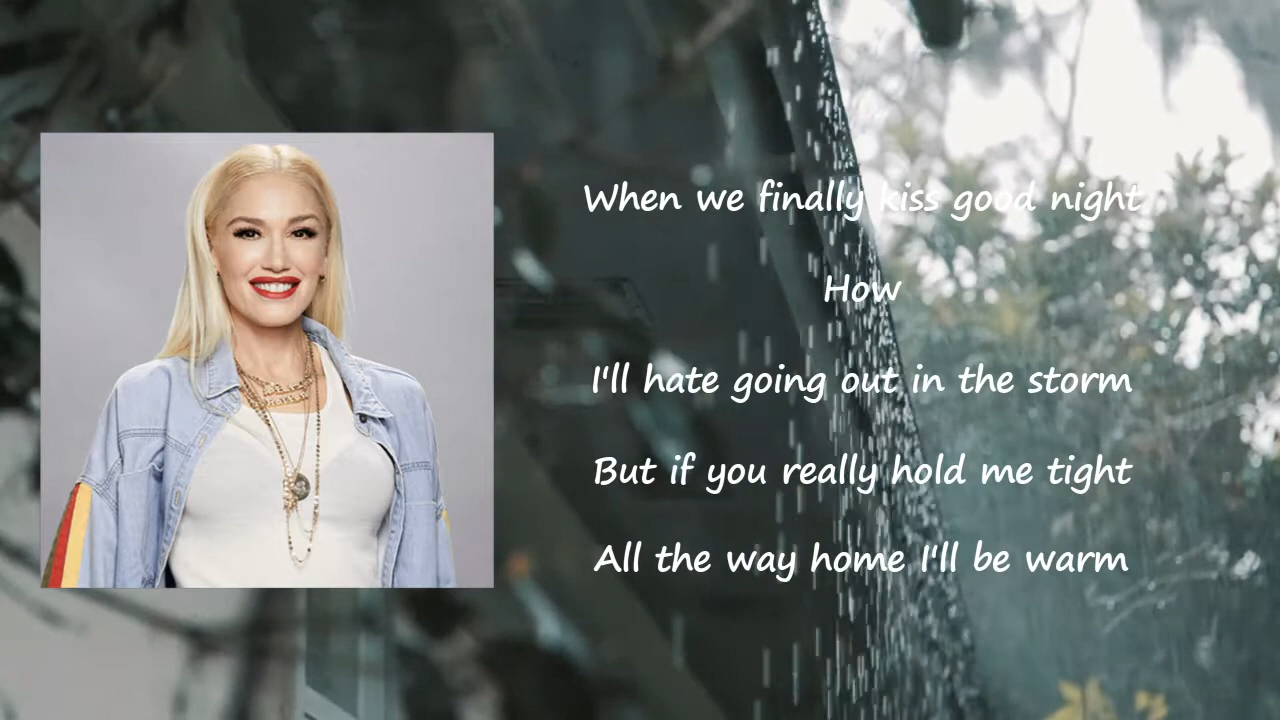 When we finally kiss good night
How
I'll hate going out in the storm
But if you really hold me tight
All the way home I'll be warm